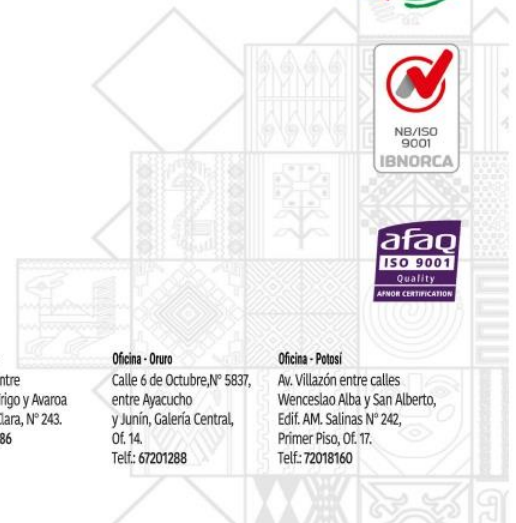 NB/ISO
9001
IBNORCA
afaq
ISO 9001
Quality
AFNOR CERTIFICATION
ntre
rigo y Avaroa
lara, N° 243.
86
Oficina - Oruro
Calle 6 de Octubre,N° 5837,
entre Ayacucho
y Junín, Galería Central,
Of. 14.
Telf.: 67201288
Oficina - Potosí
Av. Villazón entre calles
Wenceslao Alba y San Alberto,
Edif. AM. Salinas N° 242,
Primer Piso, Of. 17.
Telf.: 72018160